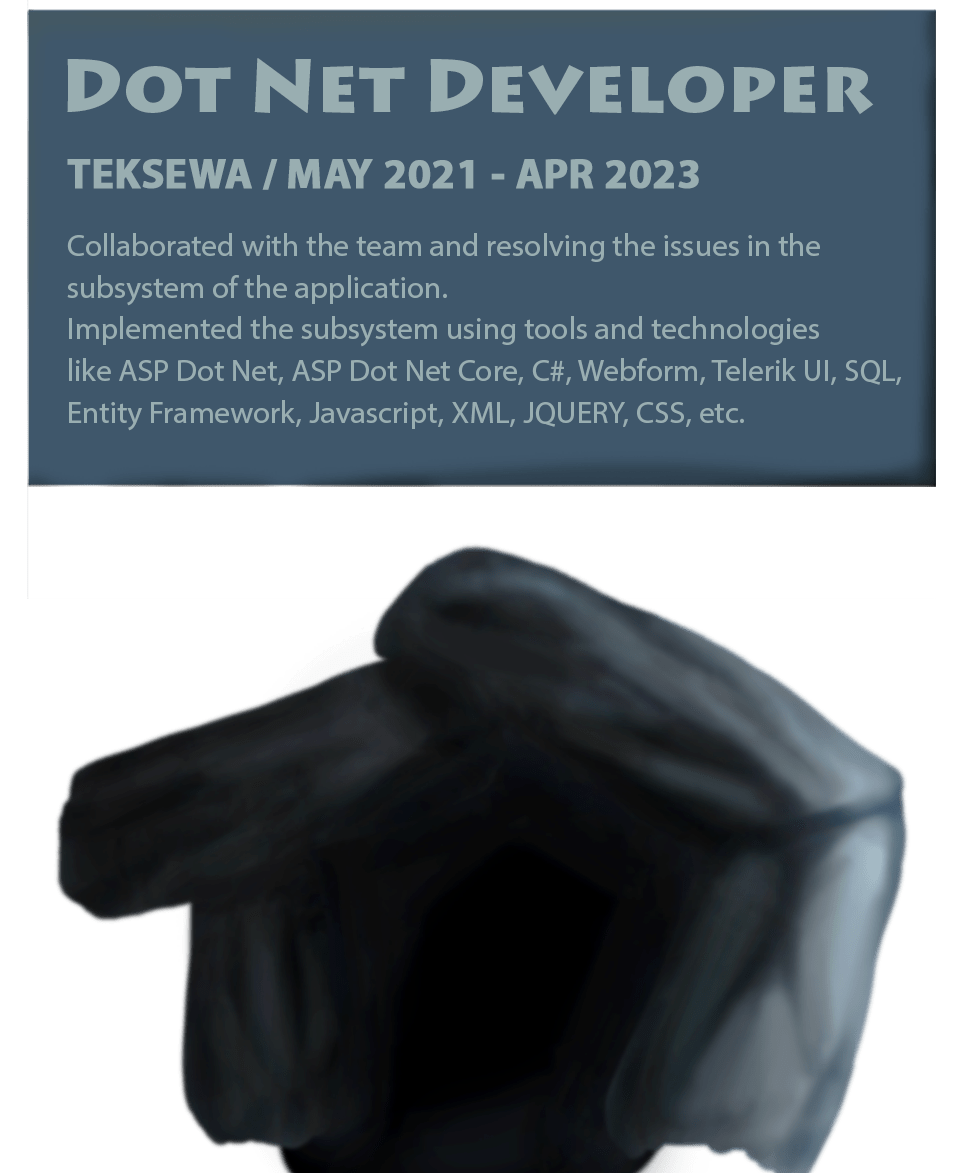 Dot Net Developer
TEKSEWA / MAY 2021 - APR 2023
Collaborated with the team and resolving the issues in the
subsystem of the application.
Implemented the subsystem using tools and technologies
like ASP Dot Net, ASP Dot Net Core, C#, Webform, Telerik UI, SQL,
Entity Framework, Javascript, XML, JQUERY, CSS, etc.